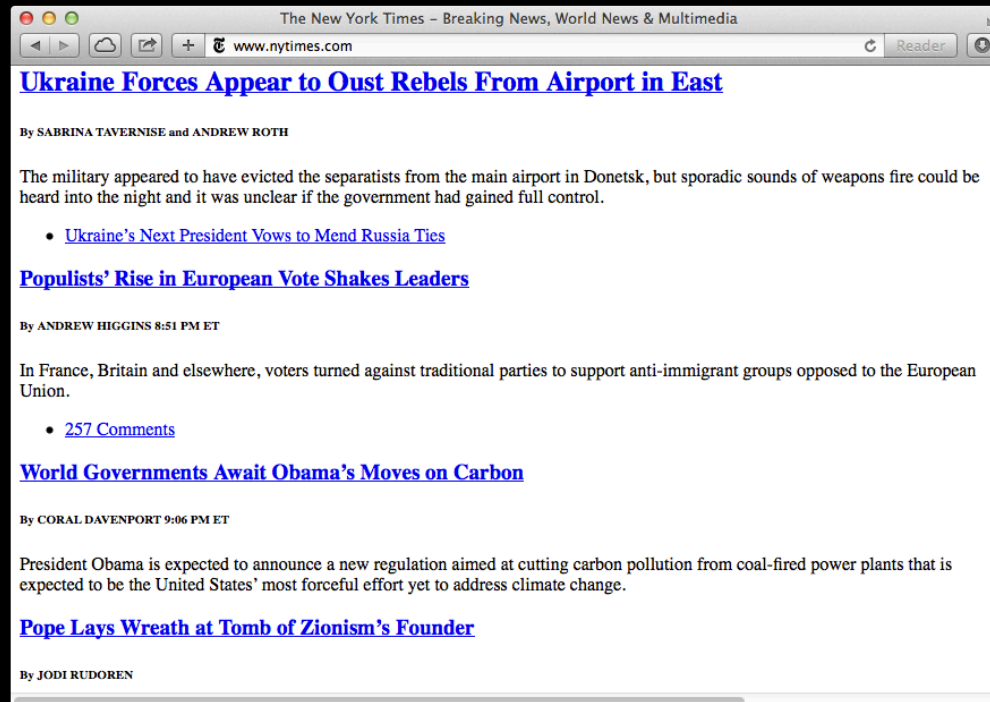 The New York Times – Breaking News, World News & Multimedia
www.nytimes.com
Reader
Ukraine Forces Appear to Oust Rebels From Airport in East
By SABRINA TAVERNISE and ANDREW ROTH
The military appeared to have evicted the separatists from the main airport in Donetsk, but sporadic sounds of weapons fire could be
heard into the night and it was unclear if the government had gained full control.
• Ukraine’s Next President Vows to Mend Russia Ties
Populists’ Rise in European Vote Shakes Leaders
By ANDREW HIGGINS 8:51 PM ET
In France, Britain and elsewhere, voters turned against traditional parties to support anti-immigrant groups opposed to the European
Union.
• 257 Comments
World Governments Await Obama’s Moves on Carbon
By CORAL DAVENPORT 9:06 PM ET
President Obama is expected to announce a new regulation aimed at cutting carbon pollution from coal-fired power plants that is
expected to be the United States’ most forceful effort yet to address climate change.
Pope Lays Wreath at Tomb of Zionism’s Founder
By JODI RUDOREN